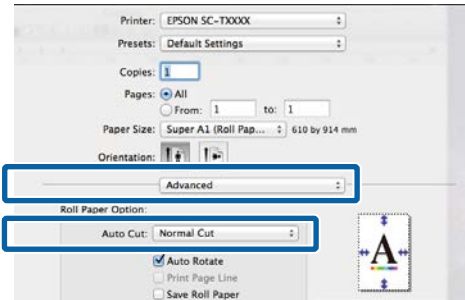 Printer: EPSON SC-TXXXX
Presets: Default Settings
Copies: 1
Pages: All
From: 1 to: 1
Paper Size: Super A1 (Roll Pap... 610 by 914 mm
Orientation:
Advanced
Roll Paper Option:
Auto Cut: Normal Cut
Auto Rotate
Print Page Line
Save Roll Paper
A